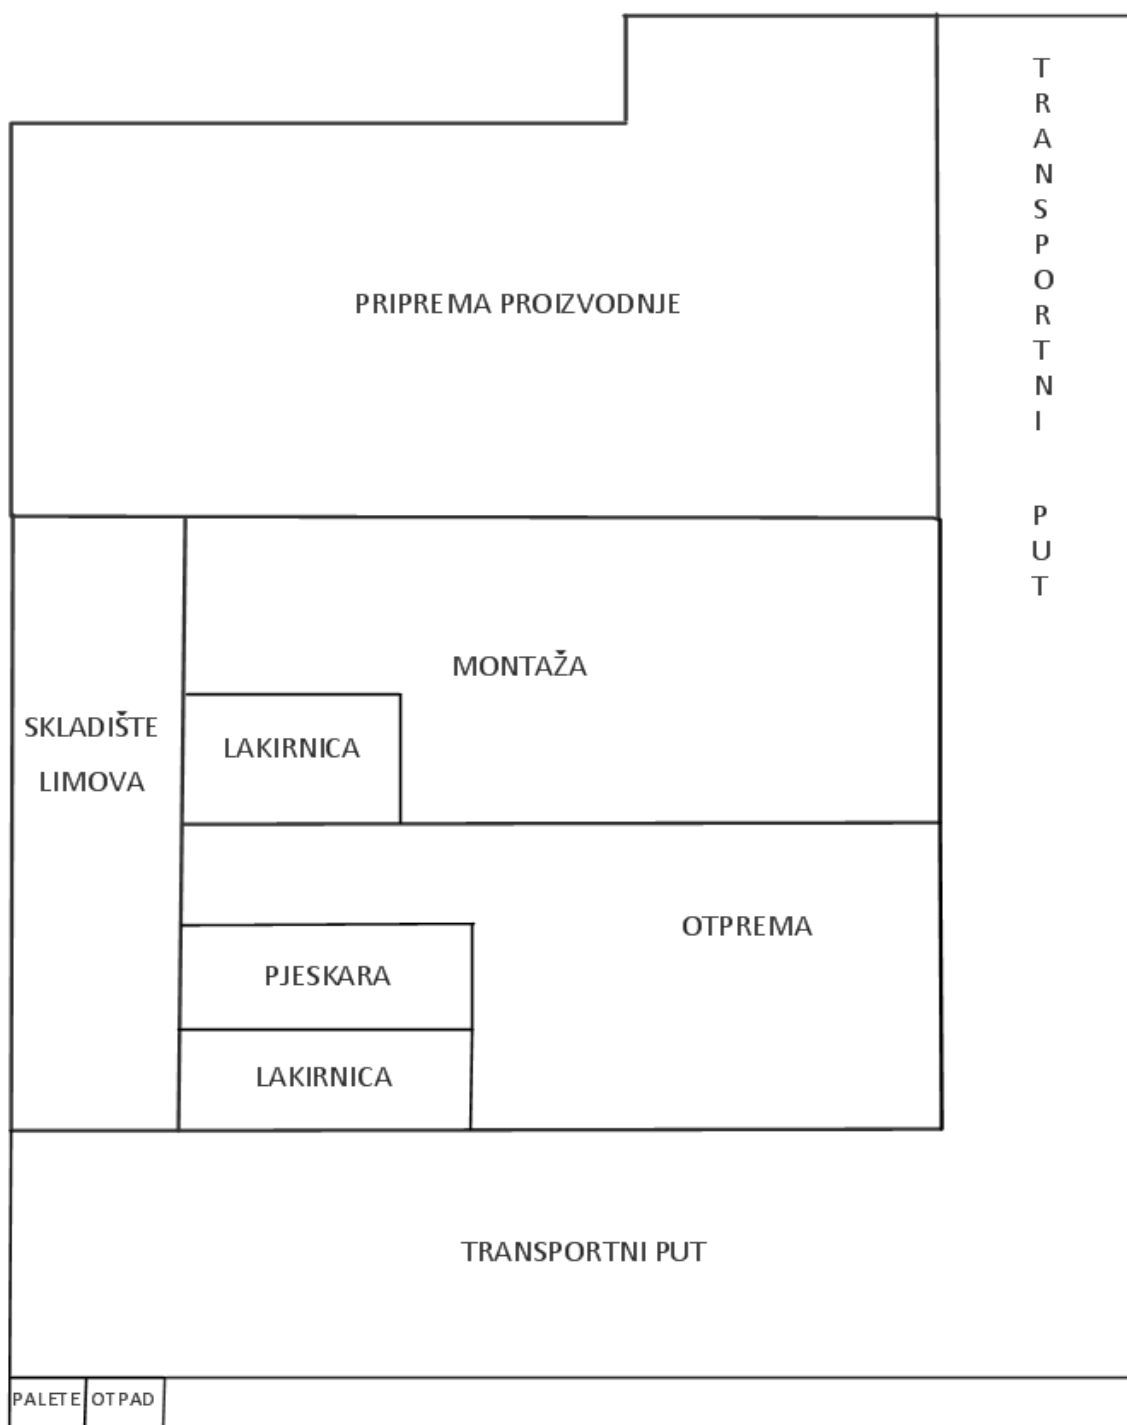 T
R
A
N
S
P
O
R
T
N
I
P
U
T
PRIPREMA PROIZVODNJE
MONTAŽA
SKLADIŠTE
LIMOVA
LAKIRNICA
OTPREMA
PJESKARA
LAKIRNICA
TRANSPORTNI PUT
PALETE
OTPAD